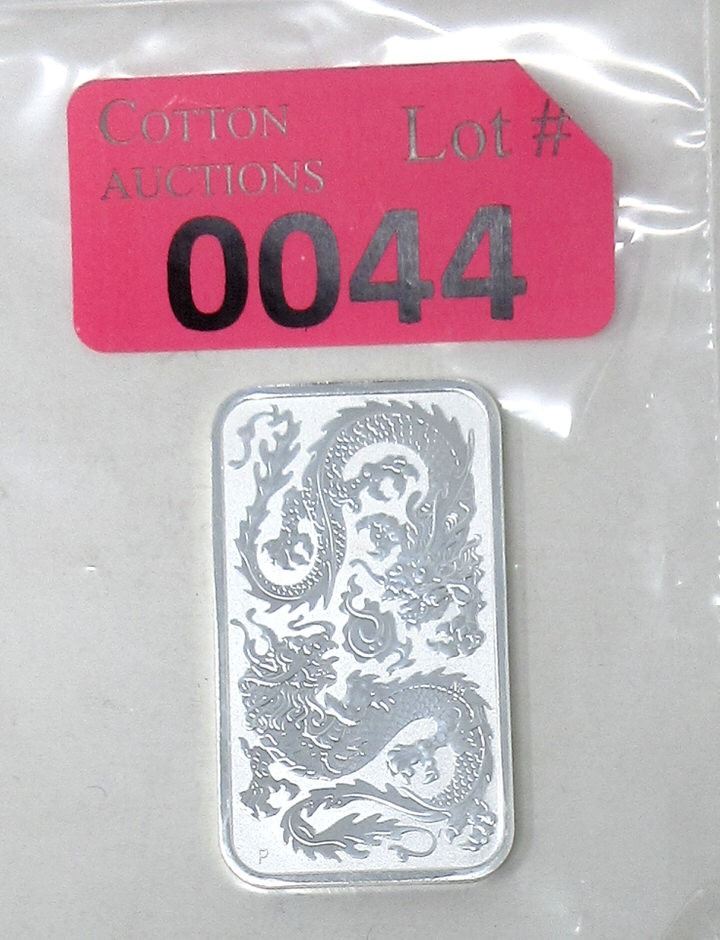 COTTON
AUCTIONS
Lot #
0044
P